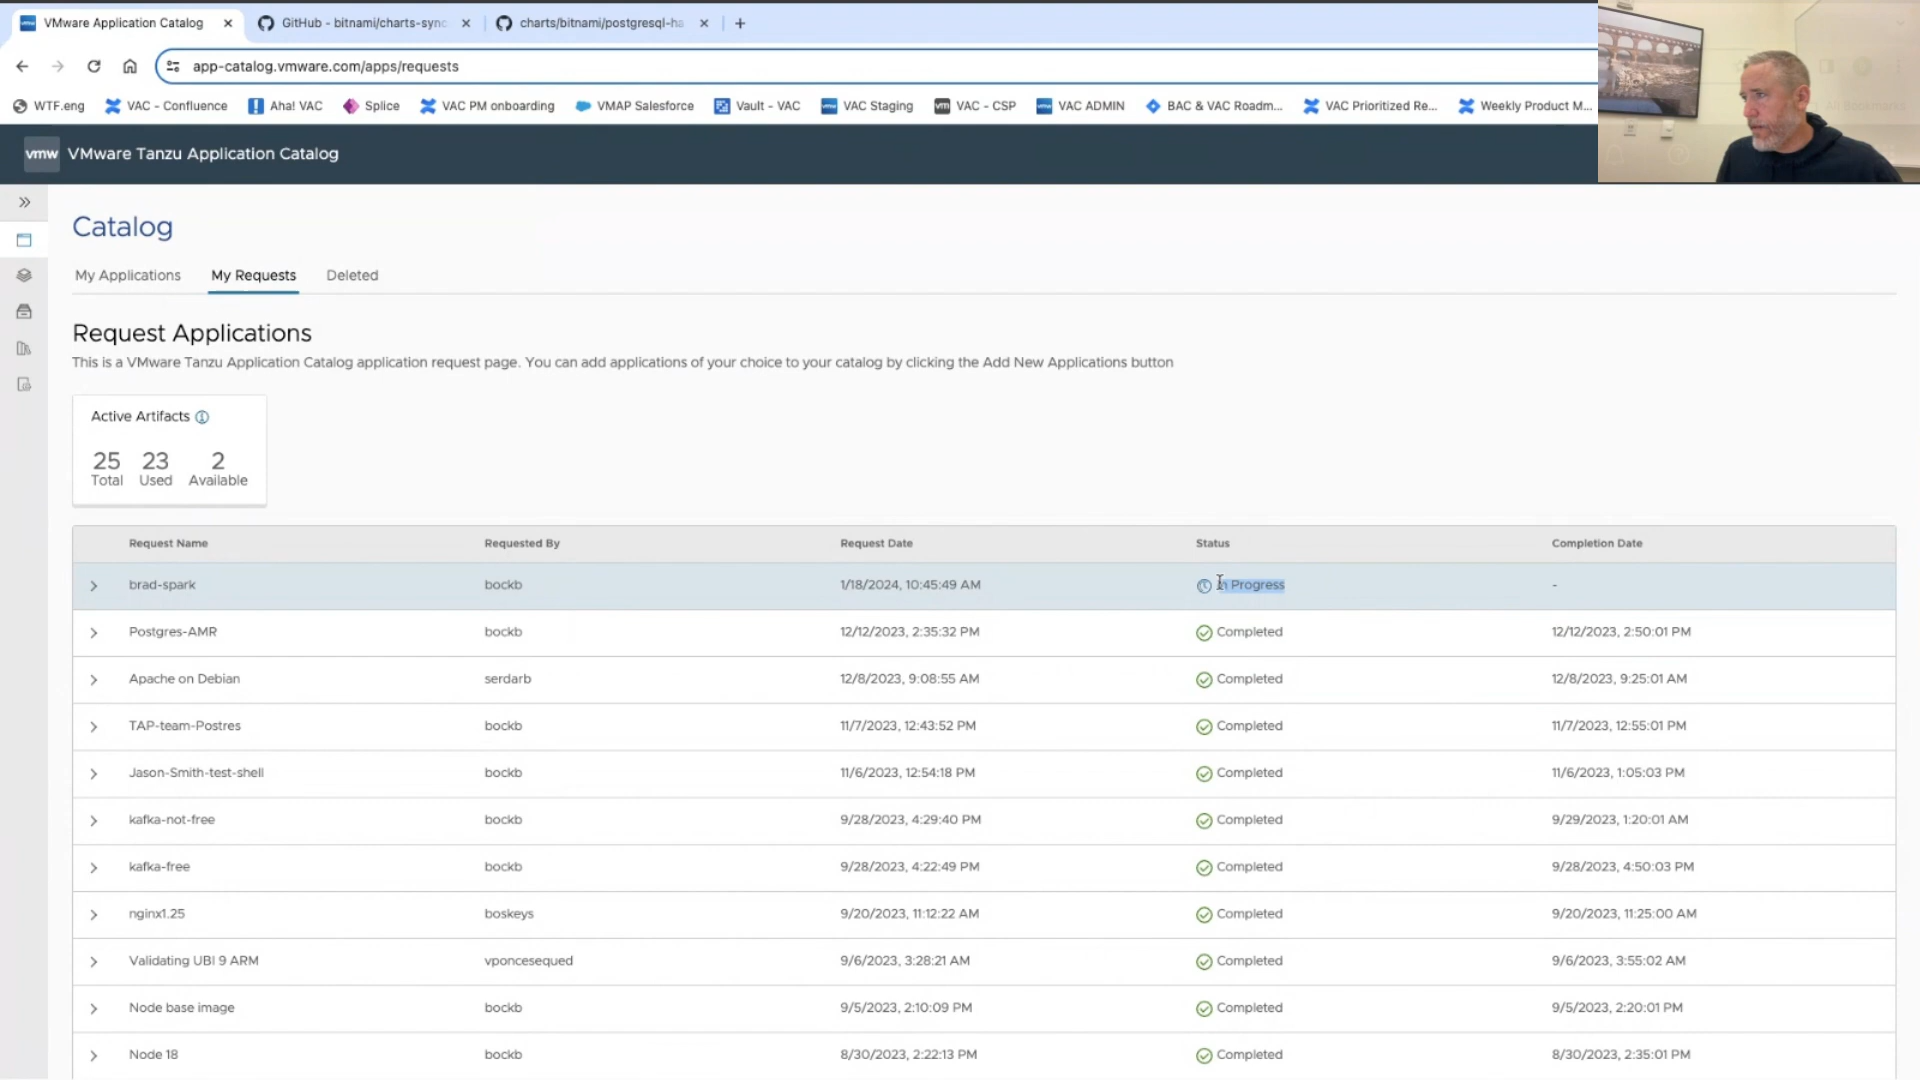 VMware Application Catalog
GitHub - bitnami/charts-sync
charts/bitnami/postgresql-ha
app-catalog.vmware.com/apps/requests
WTF.eng
VAC - Confluence
Aha! VAC
Splice
VAC PM onboarding
VMAP Salesforce
Vault - VAC
VAC Staging
VAC - CSP
VAC ADMIN
BAC & VAC Roadm...
VAC Prioritized Re...
Weekly Product M...
All Bookmarks
vmw VMware Tanzu Application Catalog
Catalog
My Applications My Requests Deleted
Request Applications
This is a VMware Tanzu Application Catalog application request page. You can add applications of your choice to your catalog by clicking the Add New Applications button
Active Artifacts
25 23 2
Total Used Available
Request Name Requested By Request Date Status Completion Date
brad-spark bockb 1/18/2024, 10:45:49 AM In Progress -
Postgres-AMR bockb 12/12/2023, 2:35:32 PM Completed 12/12/2023, 2:50:01 PM
Apache on Debian serdarb 12/8/2023, 9:08:55 AM Completed 12/8/2023, 9:25:01 AM
TAP-team-Postres bockb 11/7/2023, 12:43:52 PM Completed 11/7/2023, 12:55:01 PM
Jason-Smith-test-shell bockb 11/6/2023, 12:54:18 PM Completed 11/6/2023, 1:05:03 PM
kafka-not-free bockb 9/28/2023, 4:29:40 PM Completed 9/29/2023, 1:20:01 AM
kafka-free bockb 9/28/2023, 4:22:49 PM Completed 9/28/2023, 4:50:03 PM
nginx1.25 boskeys 9/20/2023, 11:12:22 AM Completed 9/20/2023, 11:25:00 AM
Validating UBI 9 ARM vponcesequed 9/6/2023, 3:28:21 AM Completed 9/6/2023, 3:55:02 AM
Node base image bockb 9/5/2023, 2:10:09 PM Completed 9/5/2023, 2:20:01 PM
Node 18 bockb 8/30/2023, 2:22:13 PM Completed 8/30/2023, 2:35:01 PM